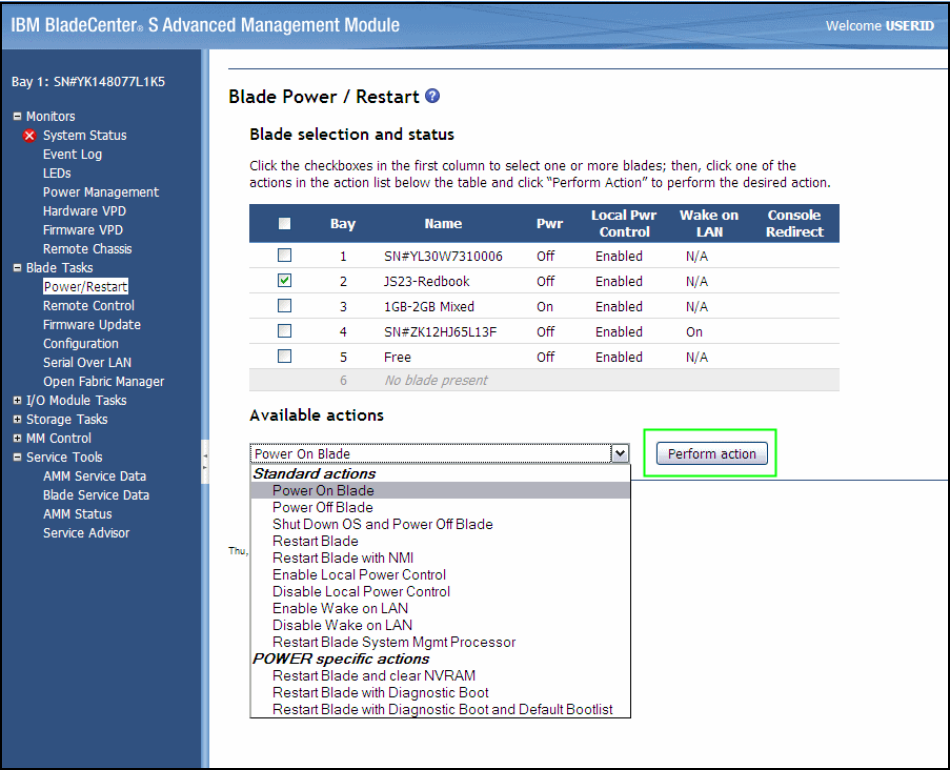 IBM BladeCenter® S Advanced Management Module
Welcome USERID
Bay 1: SN#YK148077L1K5
Monitors
System Status
Event Log
LEDs
Power Management
Hardware VPD
Firmware VPD
Remote Chassis
Blade Tasks
Power/Restart
Remote Control
Firmware Update
Configuration
Serial Over LAN
Open Fabric Manager
I/O Module Tasks
Storage Tasks
MM Control
Service Tools
AMM Service Data
Blade Service Data
AMM Status
Service Advisor
Blade Power / Restart ?
Blade selection and status
Click the checkboxes in the first column to select one or more blades; then, click one of the
actions in the action list below the table and click "Perform Action" to perform the desired action.
Bay Name Pwr Local Pwr Control Wake on LAN Console Redirect
1 SN#YL30W7310006 Off Enabled N/A
2 JS23-Redbook Off Enabled N/A
3 1GB-2GB Mixed On Enabled N/A
4 SN#ZK12HJ65L13F Off Enabled On
5 Free Off Enabled N/A
6 No blade present
Available actions
Power On Blade
Perform action
Standard actions
Power On Blade
Power Off Blade
Shut Down OS and Power Off Blade
Restart Blade
Restart Blade with NMI
Enable Local Power Control
Disable Local Power Control
Enable Wake on LAN
Disable Wake on LAN
Restart Blade System Mgmt Processor
POWER specific actions
Restart Blade and clear NVRAM
Restart Blade with Diagnostic Boot
Restart Blade with Diagnostic Boot and Default Bootlist
Thu,